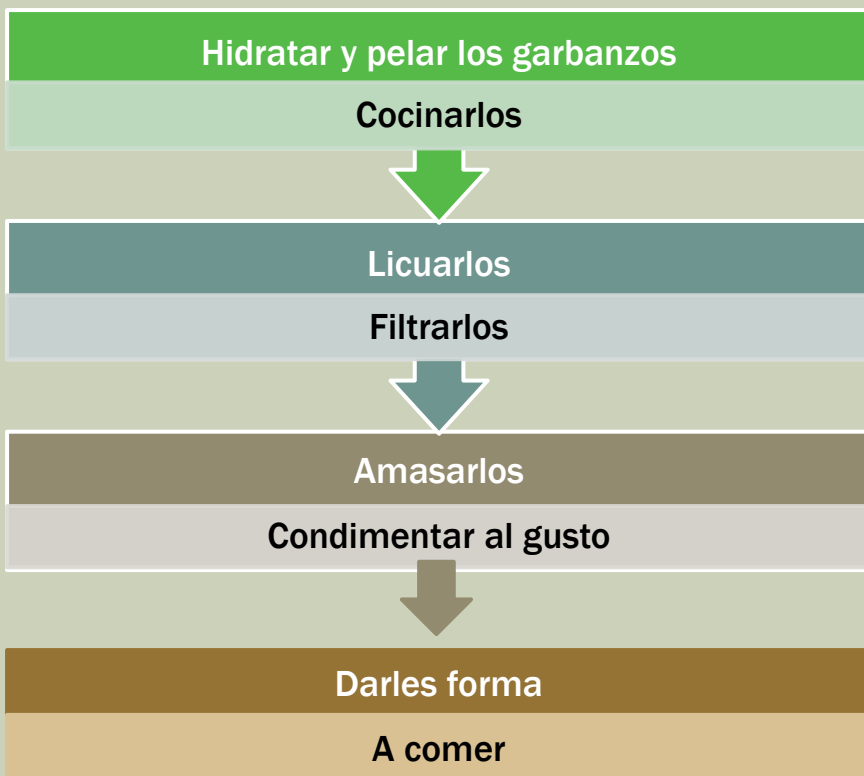 Hidratar y pelar los garbanzos
Cocinarlos
Licuarlos
Filtrarlos
Amasarlos
Condimentar al gusto
Darles forma
A comer